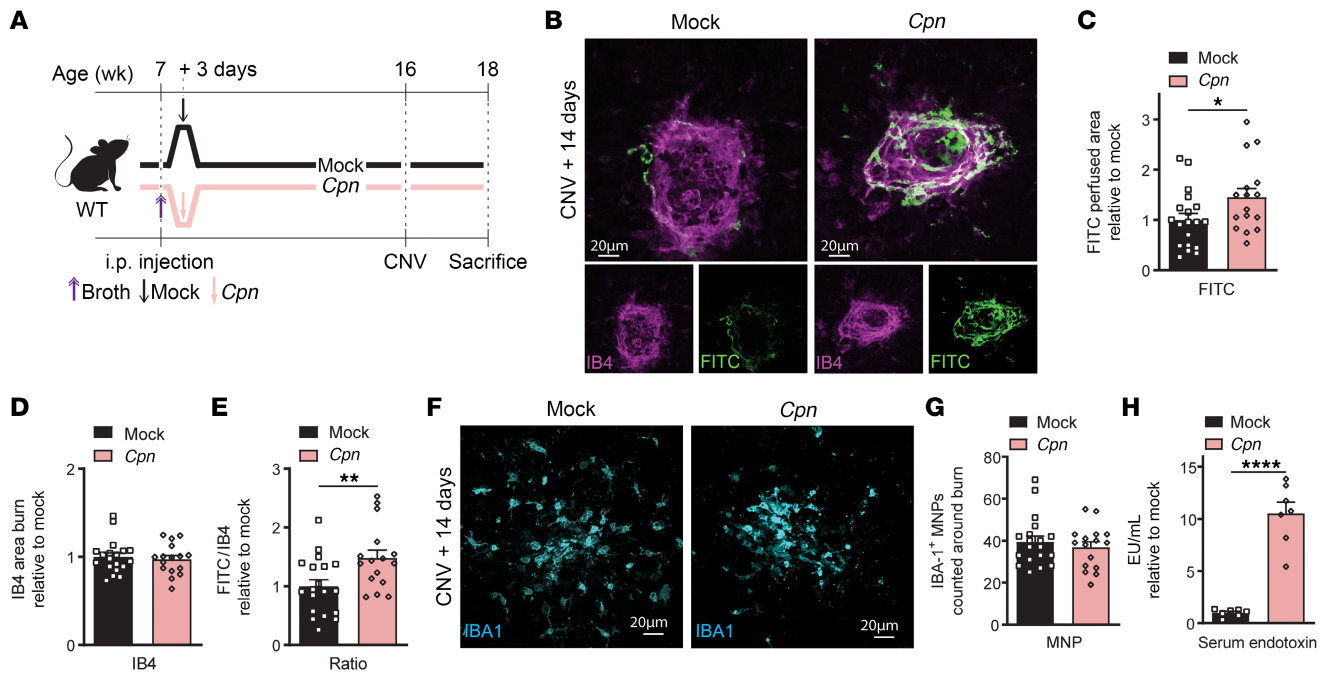 A
Age (wk) 7 + 3 days 16 18
Mock
Cpn
WT
i.p. injection CNV Sacrifice
Broth Mock Cpn
B
Mock Cpn
CNV + 14 days
20µm 20µm
IB4 FITC IB4 FITC
C
Mock
Cpn
*
FITC perfused area
relative to mock
3
2
1
0
FITC
D
Mock
Cpn
IB4 area burn
relative to mock
2
1
0
IB4
E
Mock
Cpn
**
FITC/IB4
relative to mock
3
2
1
0
Ratio
F
Mock Cpn
CNV + 14 days
IBA1 20µm IBA1 20µm
G
Mock
Cpn
IBA-1+ MNPs
counted around burn
80
60
40
20
0
MNP
H
Mock
Cpn
****
EU/mL
relative to mock
15
10
5
0
Serum endotoxin